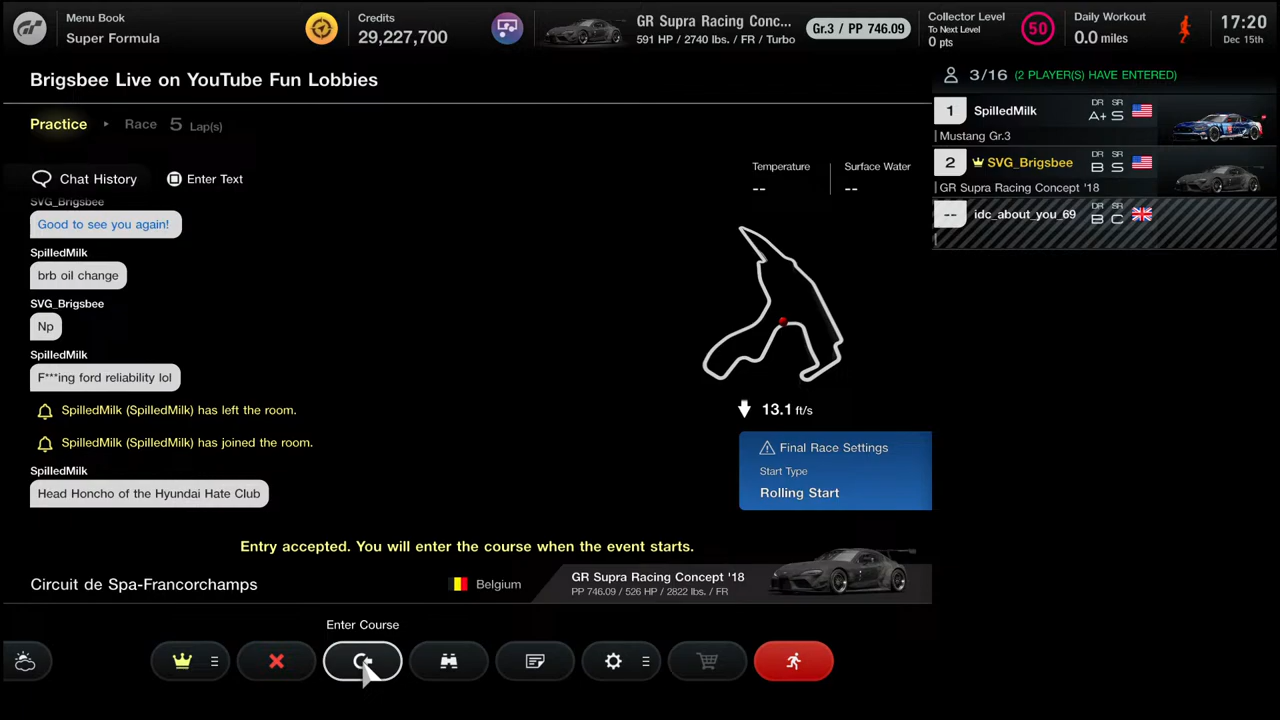 GT
Menu Book
Super Formula
Credits
29,227,700
GR Supra Racing Conc...
591 HP / 2740 lbs. / FR / Turbo
Gr.3 / PP 746.09
Collector Level
To Next Level
0 pts
50
Daily Workout
0.0 miles
17:20
Dec 15th
Brigsbee Live on YouTube Fun Lobbies
Practice
Race 5 Lap(s)
Chat History
Enter Text
SVG_Brigsbee
Good to see you again!
SpilledMilk
brb oil change
SVG_Brigsbee
Np
SpilledMilk
F***ing ford reliability lol
SpilledMilk (SpilledMilk) has left the room.
SpilledMilk (SpilledMilk) has joined the room.
SpilledMilk
Head Honcho of the Hyundai Hate Club
Temperature
--
Surface Water
--
13.1 ft/s
Final Race Settings
Start Type
Rolling Start
Entry accepted. You will enter the course when the event starts.
Circuit de Spa-Francorchamps
Belgium
GR Supra Racing Concept '18
PP 746.09 / 526 HP / 2822 lbs. / FR
Enter Course
3/16 (2 PLAYER(S) HAVE ENTERED)
1 SpilledMilk DR A+ SR S
Mustang Gr.3
2 SVG_Brigsbee DR B SR S
GR Supra Racing Concept '18
-- idc_about_you_69 DR B SR C